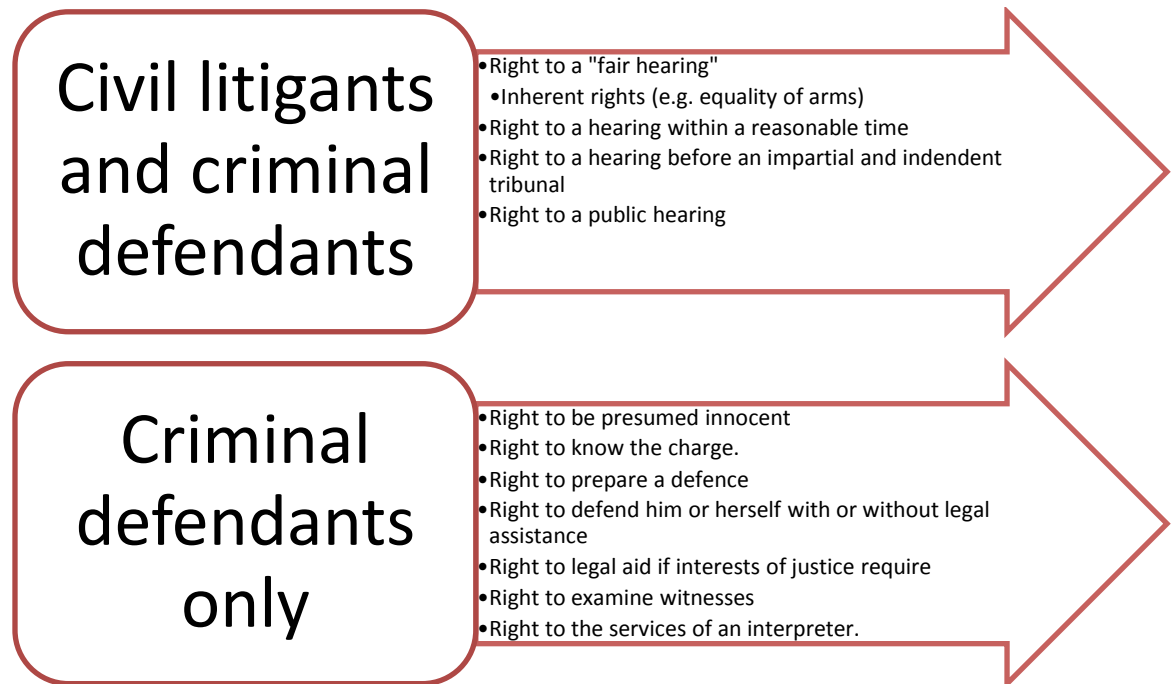 Civil litigants
and criminal
defendants
•Right to a "fair hearing"
•Inherent rights (e.g. equality of arms)
•Right to a hearing within a reasonable time
•Right to a hearing before an impartial and indendent
tribunal
•Right to a public hearing
Criminal
defendants
only
•Right to be presumed innocent
•Right to know the charge.
•Right to prepare a defence
•Right to defend him or herself with or without legal
assistance
•Right to legal aid if interests of justice require
•Right to examine witnesses
•Right to the services of an interpreter.